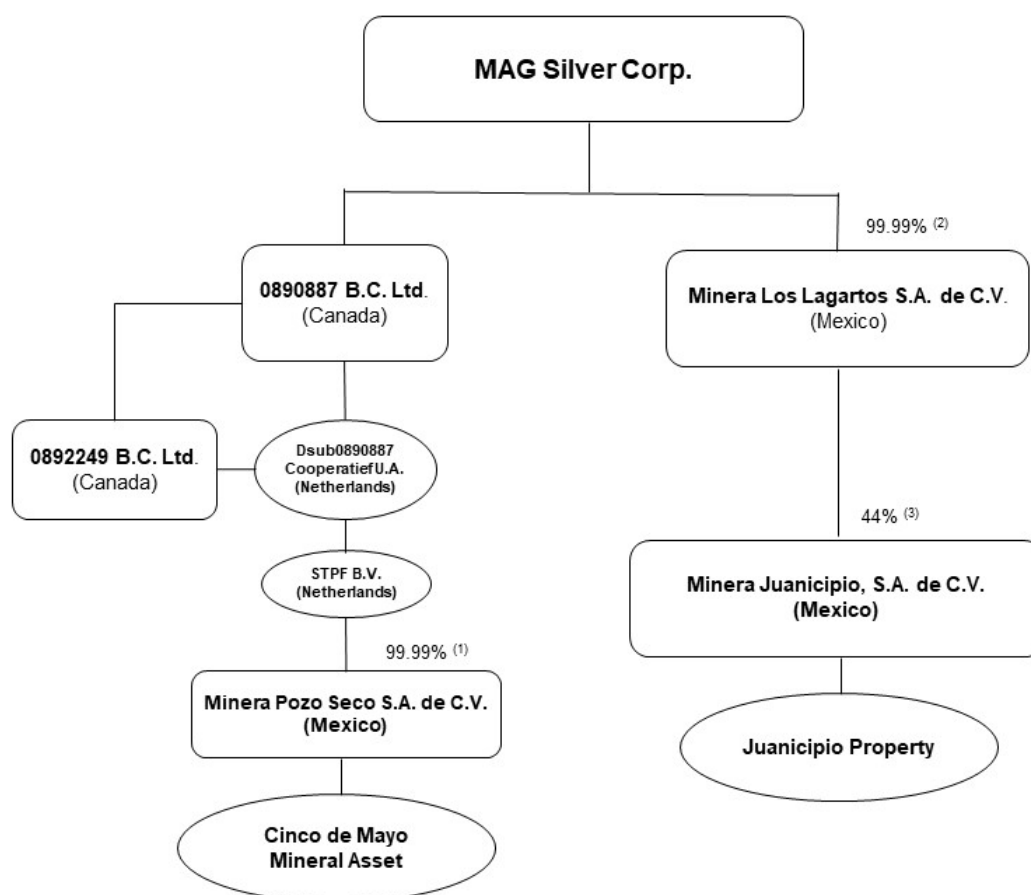 MAG Silver Corp.
99.99% (2)
0890887 B.C. Ltd.
(Canada)
Minera Los Lagartos S.A. de C.V.
(Mexico)
0892249 B.C. Ltd.
(Canada)
Dsub0890887
Cooperatief U.A.
(Netherlands)
44% (3)
STPF B.V.
(Netherlands)
Minera Juanicipio, S.A. de C.V.
(Mexico)
99.99% (1)
Minera Pozo Seco S.A. de C.V.
(Mexico)
Juanicipio Property
Cinco de Mayo
Mineral Asset